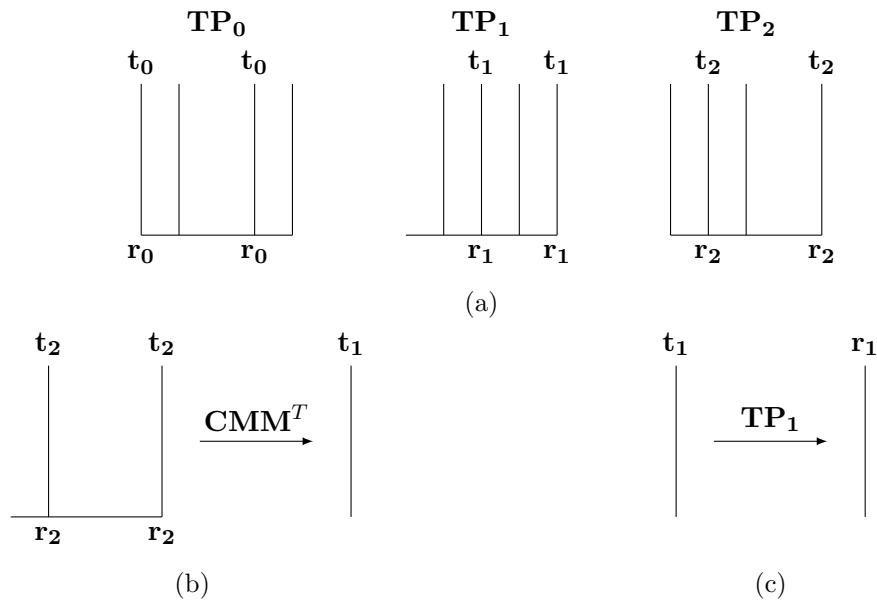 TP₀ TP₁ TP₂
t₀ t₀ t₁ t₁ t₂ t₂
r₀ r₀ r₁ r₁ r₂ r₂
(a)
t₂ t₂ t₁ t₁ r₁
CMMᵀ TP₁
r₂ r₂
(b) (c)